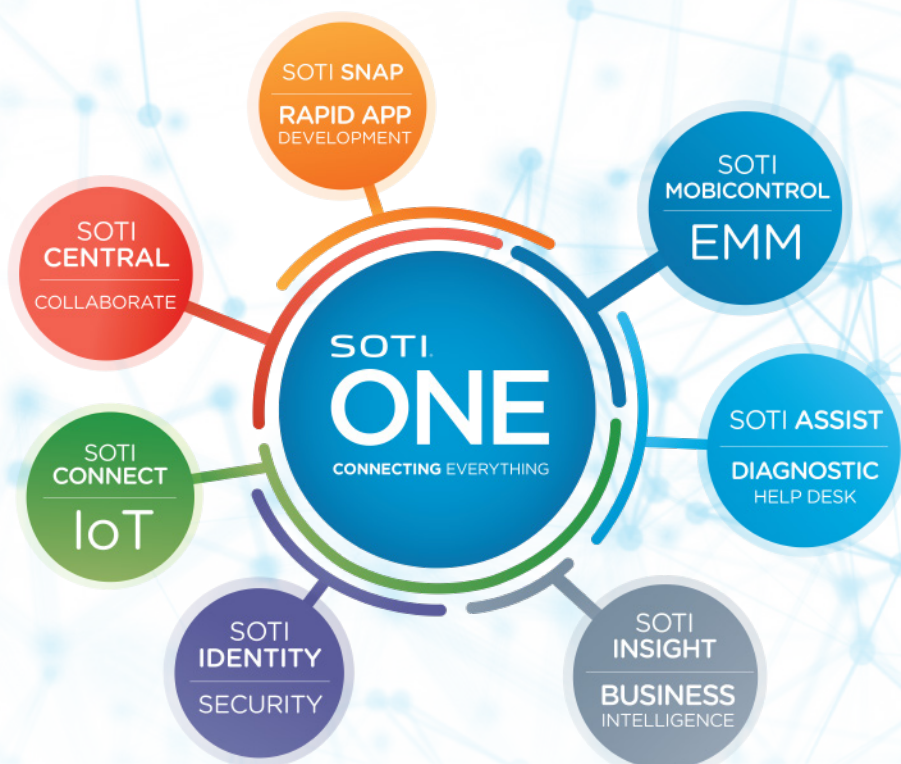 SOTI SNAP
RAPID APP
DEVELOPMENT
SOTI
MOBICONTROL
EMM
SOTI
CENTRAL
COLLABORATE
SOTI
ONE
CONNECTING EVERYTHING
SOTI ASSIST
DIAGNOSTIC
HELP DESK
SOTI
CONNECT
IoT
SOTI
IDENTITY
SECURITY
SOTI
INSIGHT
BUSINESS
INTELLIGENCE